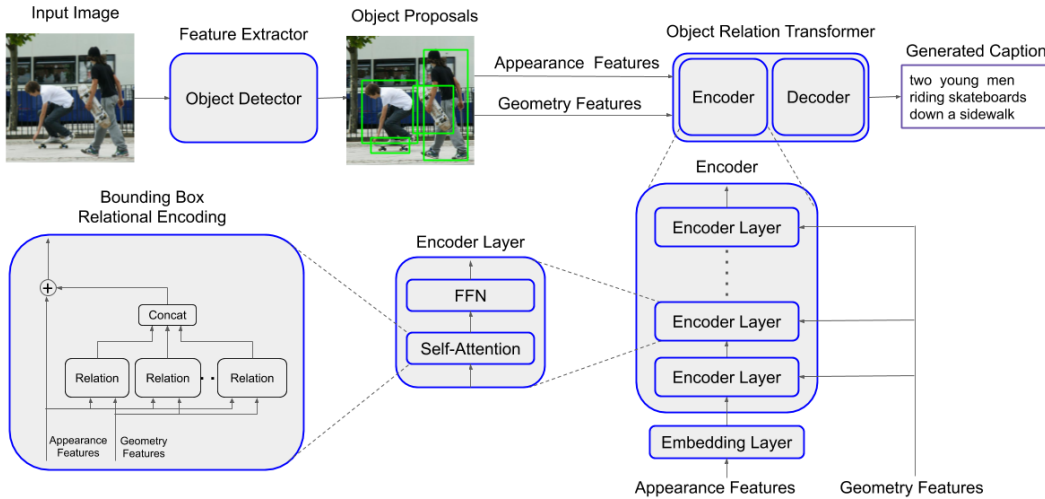 Input Image
Feature Extractor
Object Detector
Object Proposals
Appearance Features
Geometry Features
Object Relation Transformer
Encoder
Decoder
Generated Caption
two young men
riding skateboards
down a sidewalk
Bounding Box
Relational Encoding
Concat
Relation
Relation
Relation
Appearance
Features
Geometry
Features
Encoder Layer
FFN
Self-Attention
Encoder
Encoder Layer
Encoder Layer
Encoder Layer
Embedding Layer
Appearance Features
Geometry Features